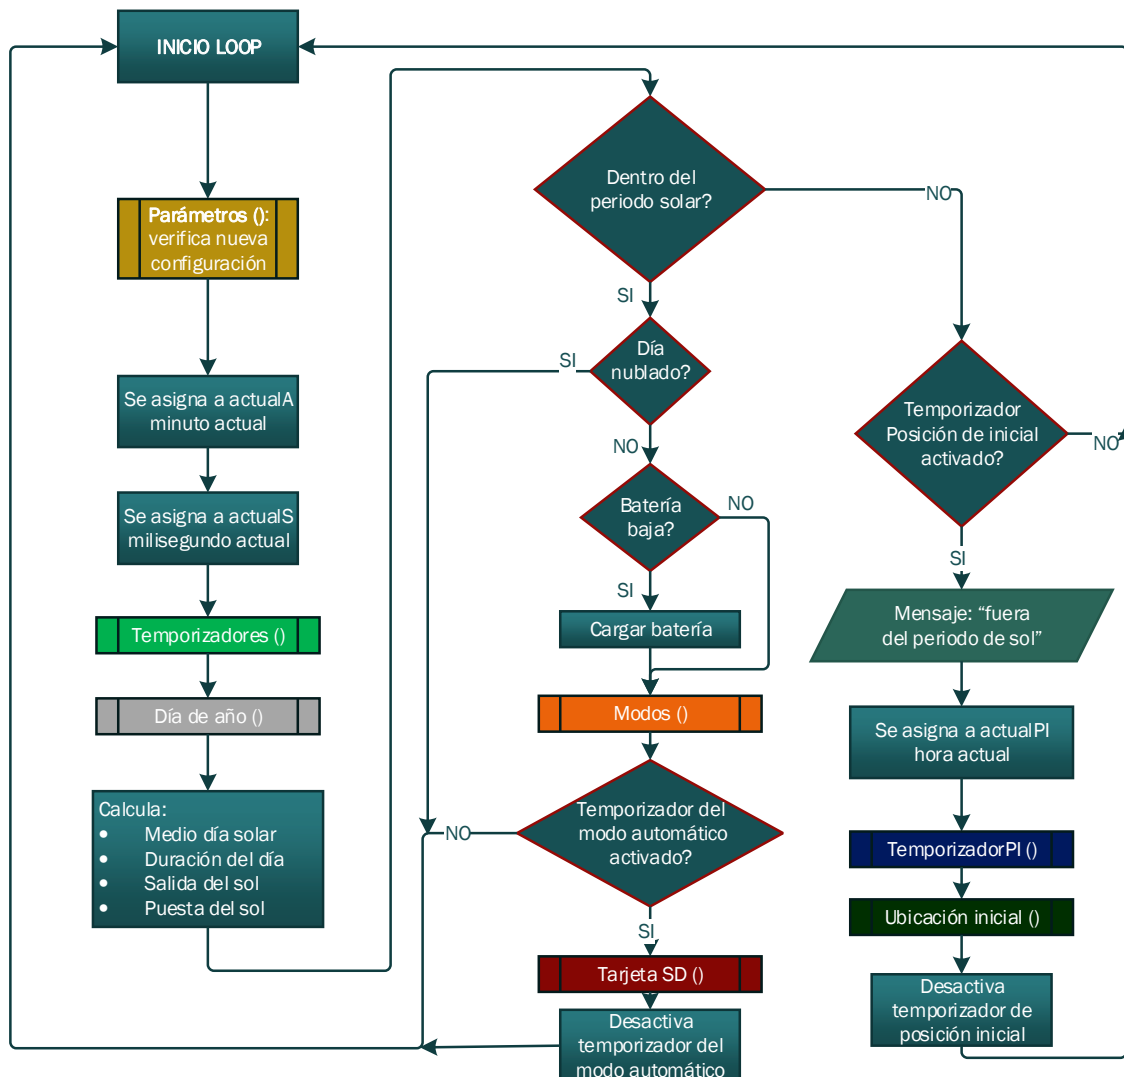 INICIO LOOP
Parámetros ():
verifica nueva
configuración
Se asigna a actualA
minuto actual
Se asigna a actualS
milisegundo actual
Temporizadores ()
Día de año ()
Calcula:
• Medio día solar
• Duración del día
• Salida del sol
• Puesta del sol
Dentro del
periodo solar?
NO
SI
Día
nublado?
SI
NO
Batería
baja?
NO
SI
Cargar batería
Modos ()
Temporizador del
modo automático
activado?
NO
SI
Tarjeta SD ()
Desactiva
temporizador del
modo automático
Temporizador
Posición de inicial
activado?
NO
SI
Mensaje: “fuera
del periodo de sol”
Se asigna a actualPI
hora actual
TemporizadorPI ()
Ubicación inicial ()
Desactiva
temporizador de
posición inicial